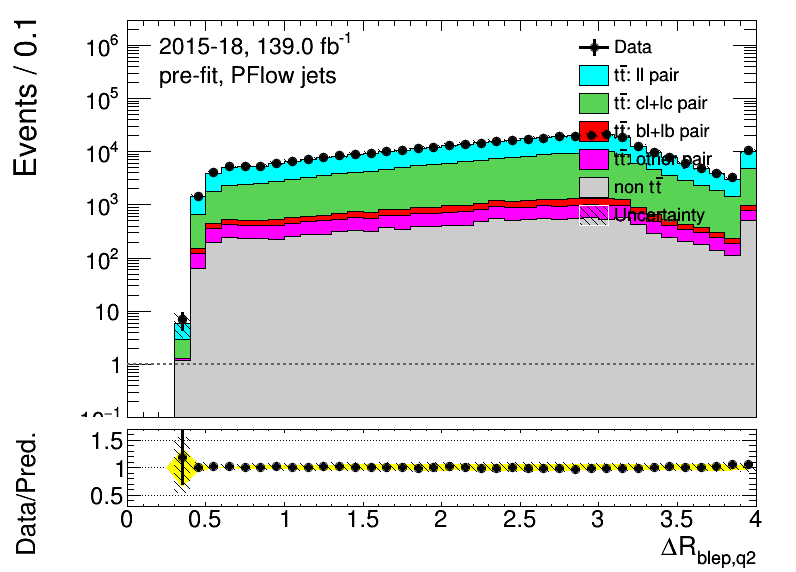 Events / 0.1
10⁶
10⁵
10⁴
10³
10²
10
1
10⁻¹
2015-18, 139.0 fb⁻¹
pre-fit, PFlow jets
Data
tt̄: ll pair
tt̄: cl+lc pair
tt̄: bl+lb pair
tt̄: other pair
non tt̄
Uncertainty
Data/Pred.
1.5
1
0.5
0 0.5 1 1.5 2 2.5 3 3.5 4
ΔR_blep,q2